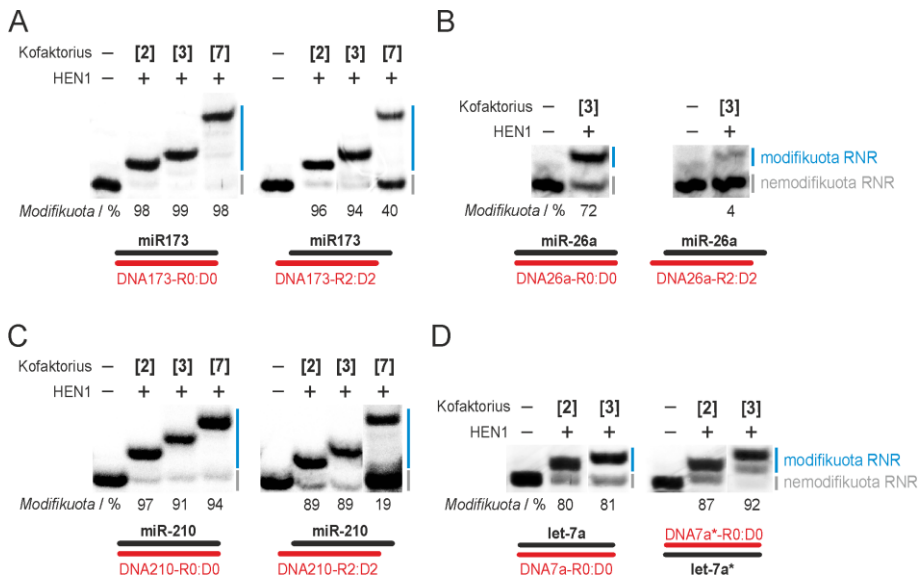 A
Kofaktorius – [2] [3] [7] – [2] [3] [7]
HEN1 + + + + + +
Modifikuota / % 98 99 98 96 94 40
miR173 miR173
DNA173-R0:D0 DNA173-R2:D2
B
Kofaktorius – [3] – [3]
HEN1 – + – +
modifikuota RNR
nemodifikuota RNR
Modifikuota / % 72 4
miR-26a miR-26a
DNA26a-R0:D0 DNA26a-R2:D2
C
Kofaktorius – [2] [3] [7] – [2] [3] [7]
HEN1 – + + + – + + +
Modifikuota / % 97 91 94 89 89 19
miR-210 miR-210
DNA210-R0:D0 DNA210-R2:D2
D
Kofaktorius – [2] [3] – [2] [3]
HEN1 – + + – + +
modifikuota RNR
nemodifikuota RNR
Modifikuota / % 80 81 87 92
let-7a DNA7a*-R0:D0
DNA7a-R0:D0 let-7a*